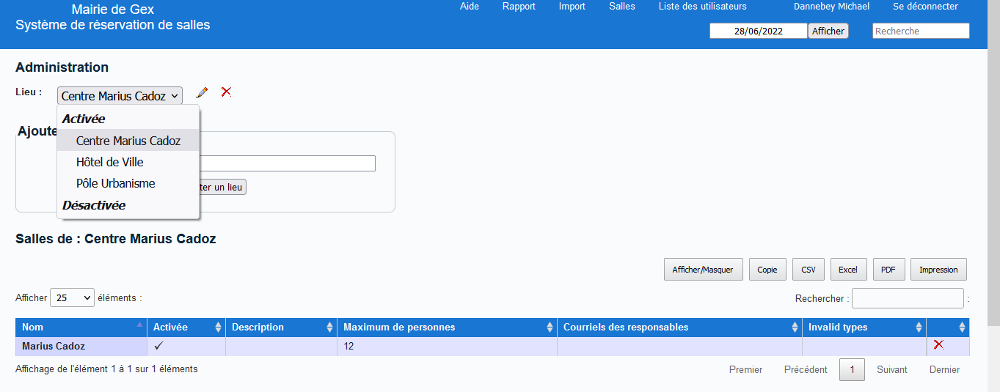 Mairie de Gex
Système de réservation de salles
Aide Rapport Import Salles Liste des utilisateurs Dannebey Michael Se déconnecter
28/06/2022 Afficher Recherche
Administration
Lieu : Centre Marius Cadoz
Activée
Centre Marius Cadoz
Hôtel de Ville
Pôle Urbanisme
Désactivée
Ajoute
ter un lieu
Salles de : Centre Marius Cadoz
Afficher/Masquer Copie CSV Excel PDF Impression
Afficher 25 éléments : Rechercher : :
Nom Activée Description Maximum de personnes Courriels des responsables Invalid types
Marius Cadoz ✓ 12
Affichage de l'élément 1 à 1 sur 1 éléments Premier Précédent 1 Suivant Dernier